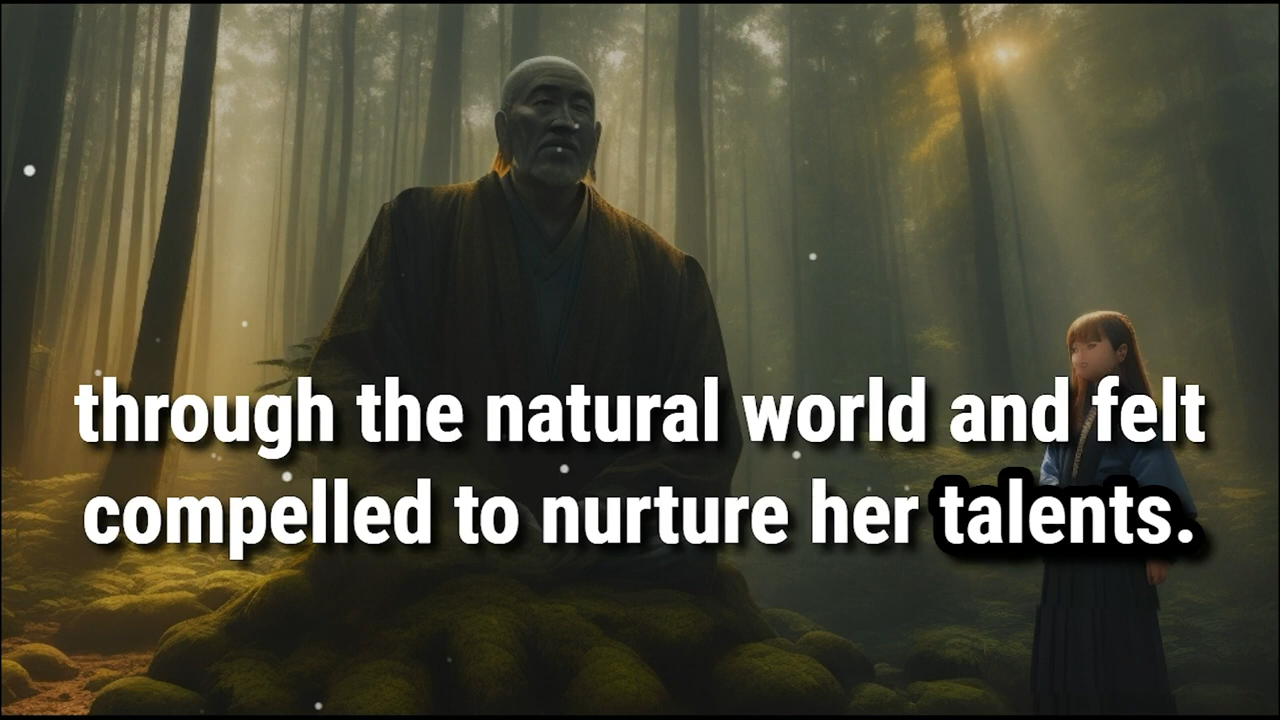 through the natural world and felt
compelled to nurture her talents.